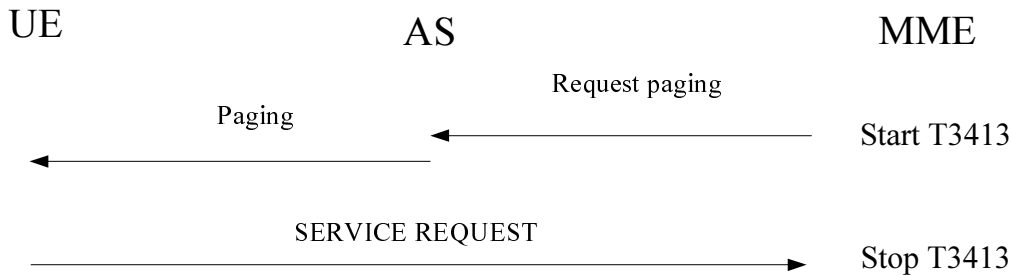 UE
AS
MME
Request paging
Paging
Start T3413
SERVICE REQUEST
Stop T3413